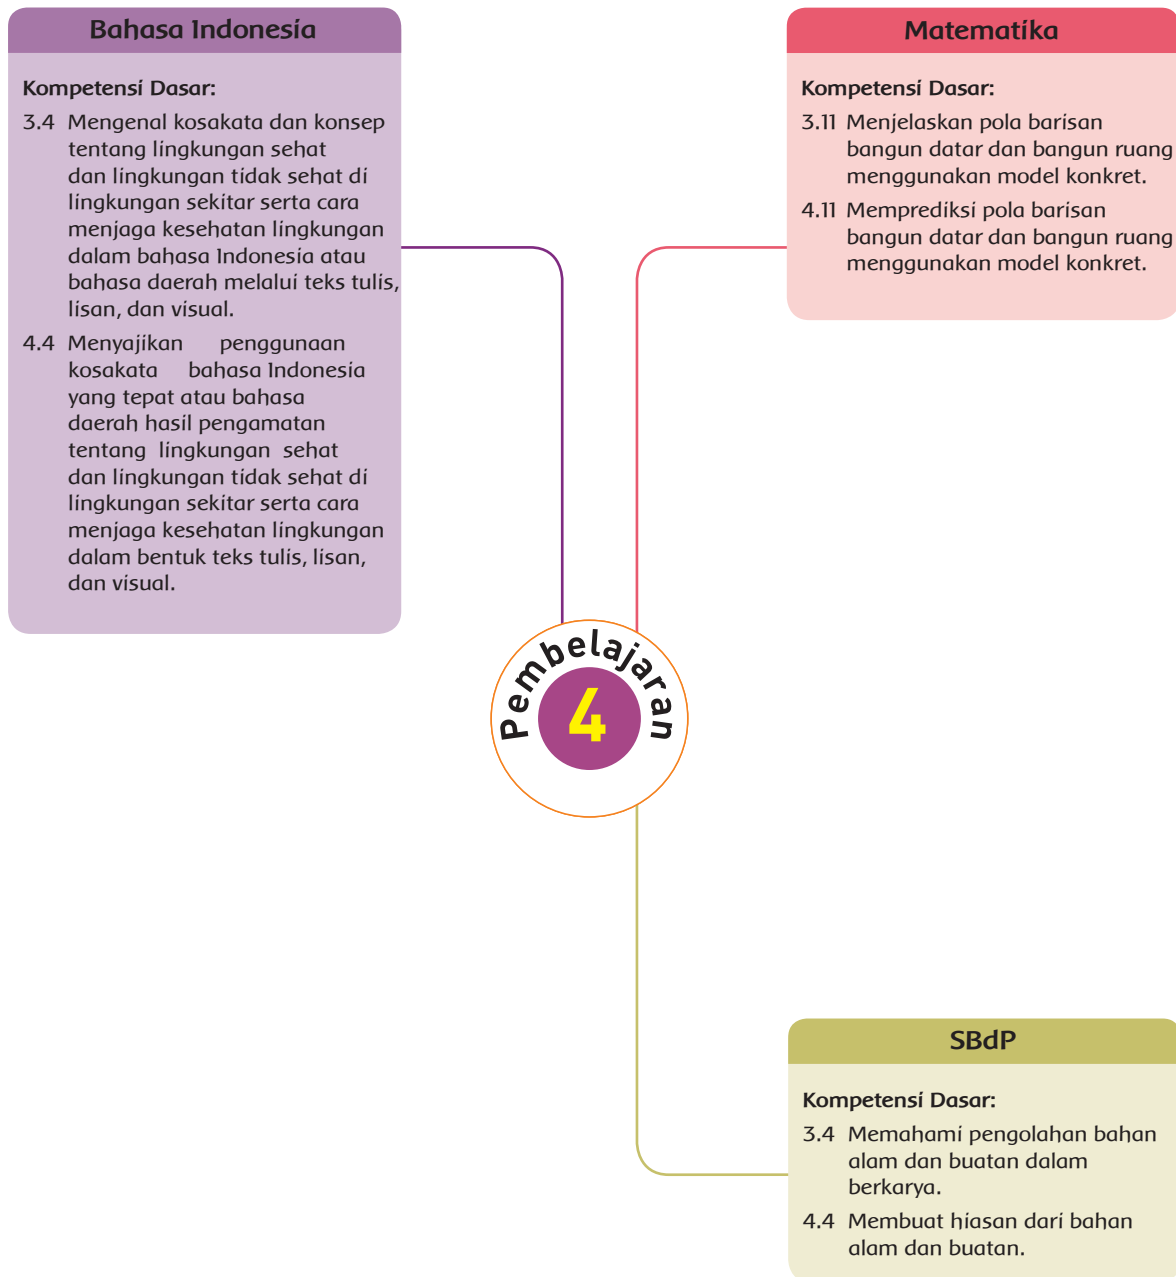 Bahasa Indonesia
Kompetensi Dasar:
3.4 Mengenal kosakata dan konsep
tentang lingkungan sehat
dan lingkungan tidak sehat di
lingkungan sekitar serta cara
menjaga kesehatan lingkungan
dalam bahasa Indonesia atau
bahasa daerah melalui teks tulis,
lisan, dan visual.
4.4 Menyajikan penggunaan
kosakata bahasa Indonesia
yang tepat atau bahasa
daerah hasil pengamatan
tentang lingkungan sehat
dan lingkungan tidak sehat di
lingkungan sekitar serta cara
menjaga kesehatan lingkungan
dalam bentuk teks tulis, lisan,
dan visual.
Matematika
Kompetensi Dasar:
3.11 Menjelaskan pola barisan
bangun datar dan bangun ruang
menggunakan model konkret.
4.11 Memprediksi pola barisan
bangun datar dan bangun ruang
menggunakan model konkret.
Pembelajaran
4
SBdP
Kompetensi Dasar:
3.4 Memahami pengolahan bahan
alam dan buatan dalam
berkarya.
4.4 Membuat hiasan dari bahan
alam dan buatan.